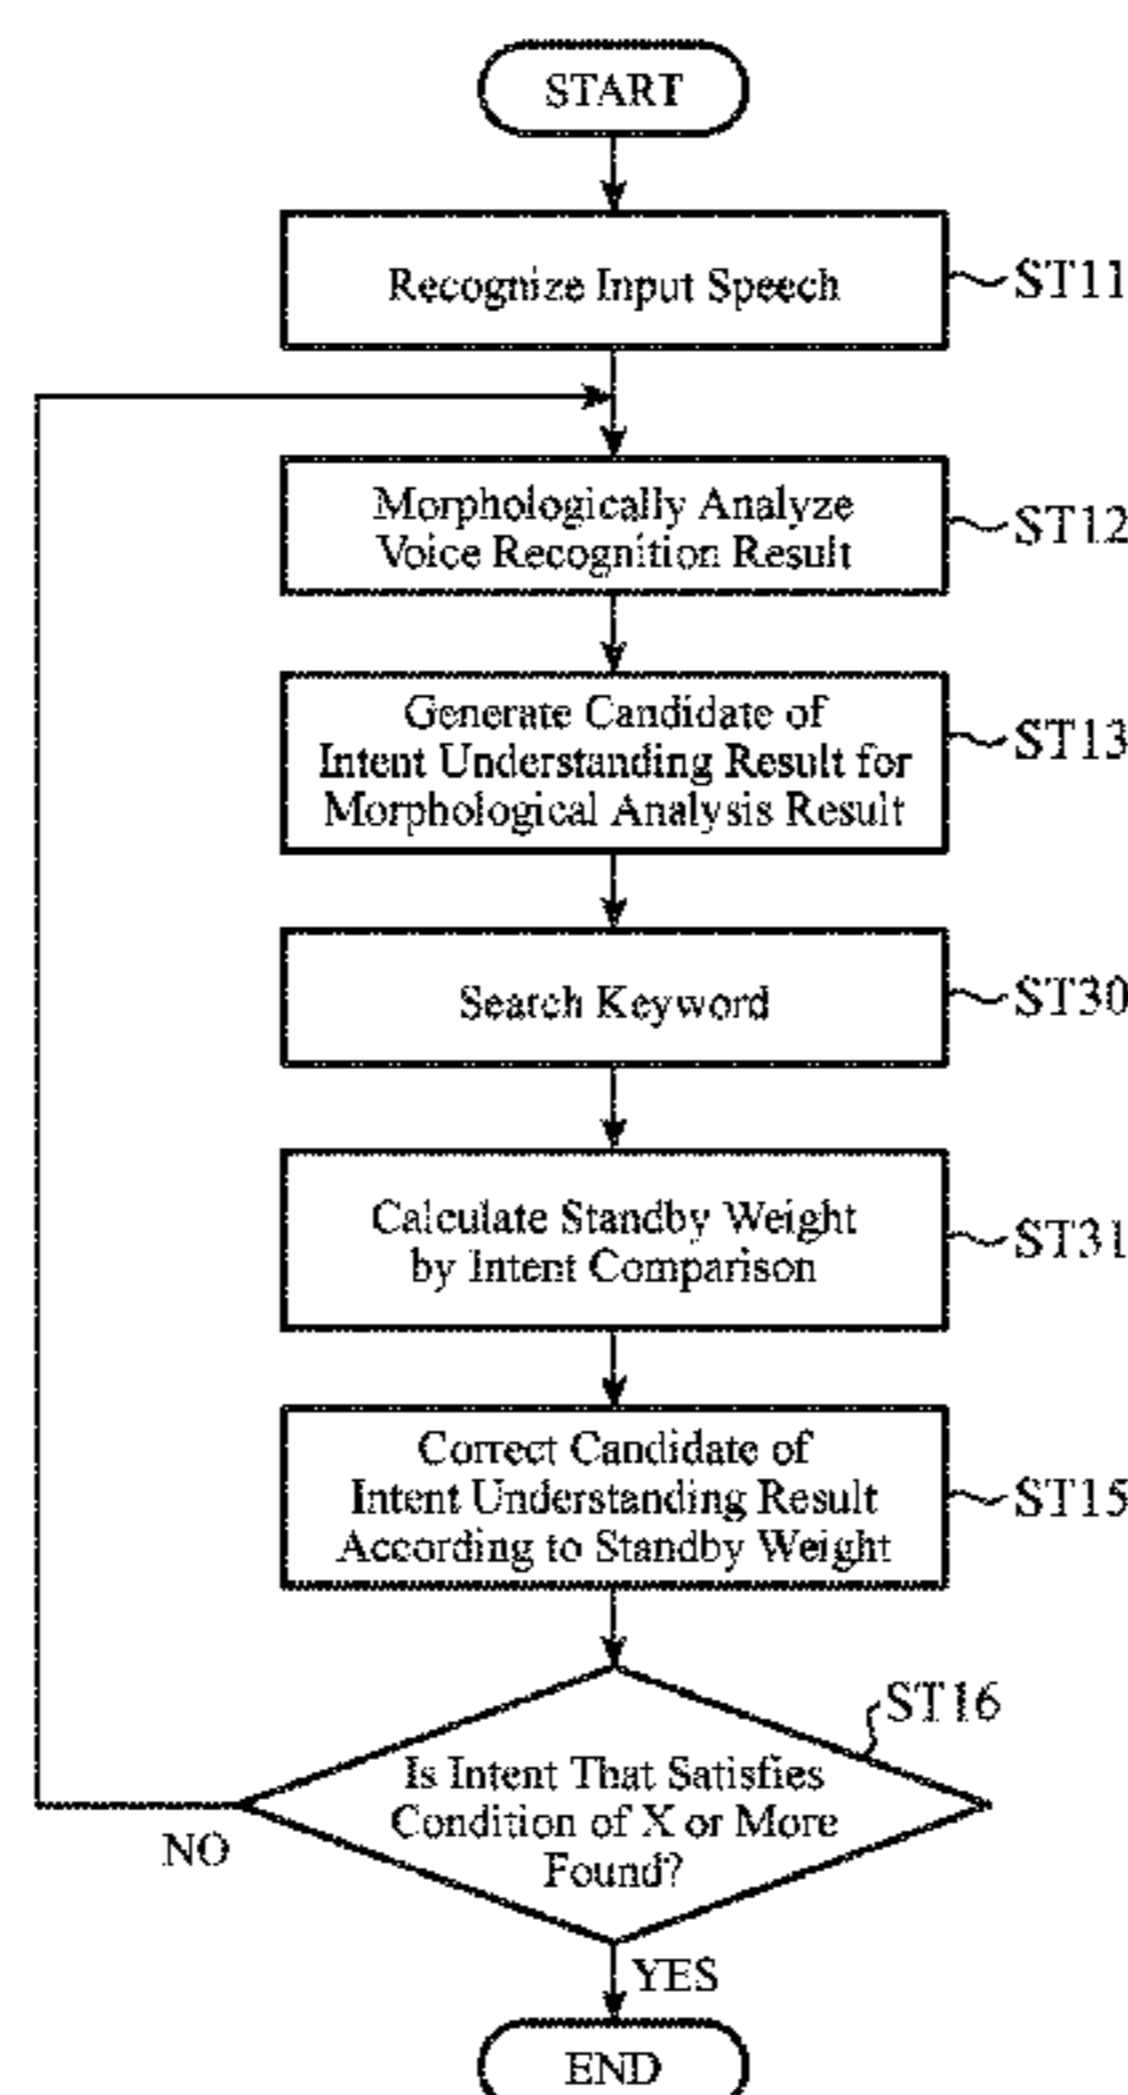 START
Recognize Input Speech
ST11
Morphologically Analyze
Voice Recognition Result
ST12
Generate Candidate of
Intent Understanding Result for
Morphological Analysis Result
ST13
Search Keyword
ST30
Calculate Standby Weight
by Intent Comparison
ST31
Correct Candidate of
Intent Understanding Result
According to Standby Weight
ST15
ST16
Is Intent That Satisfies
Condition of X or More
Found?
NO
YES
END